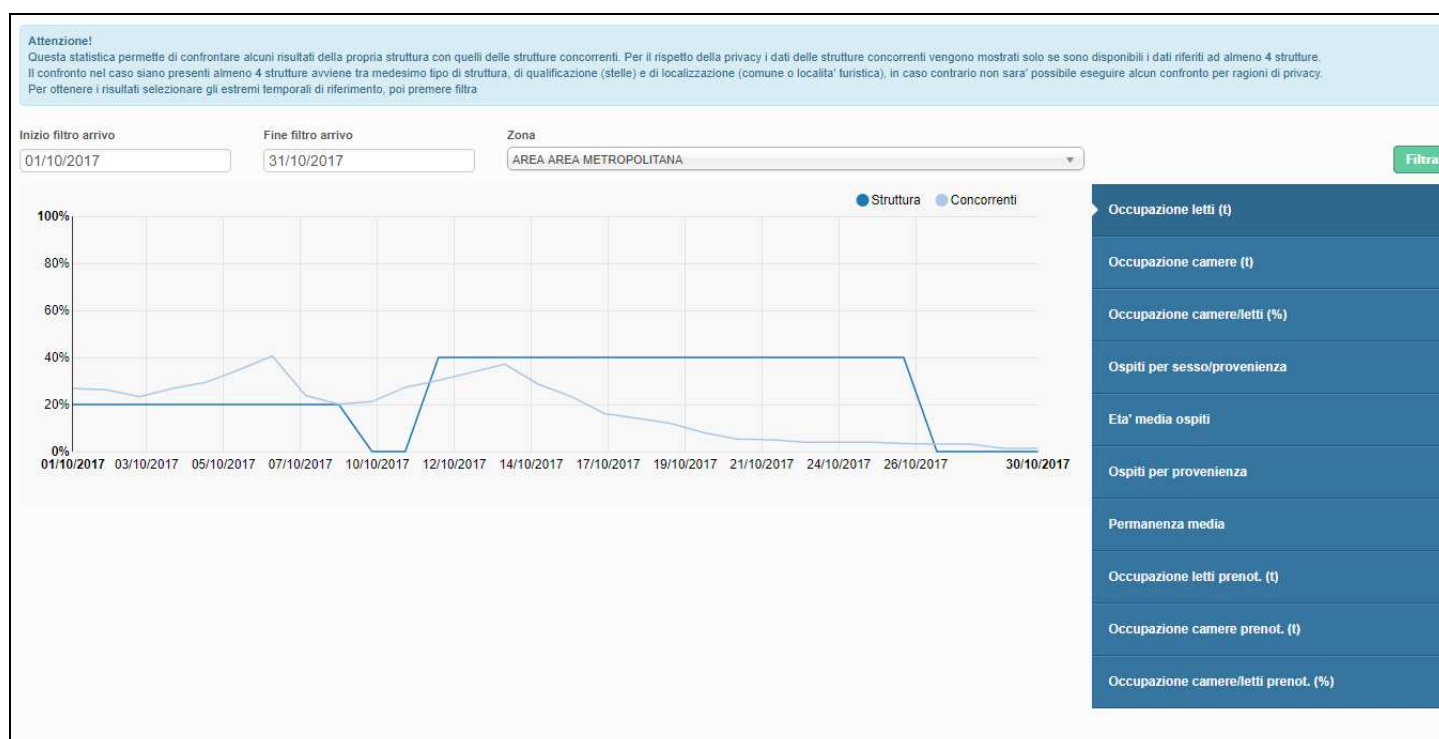 Attenzione!
Questa statistica permette di confrontare alcuni risultati della propria struttura con quelli delle strutture concorrenti. Per il rispetto della privacy i dati delle strutture concorrenti vengono mostrati solo se sono disponibili i dati riferiti ad almeno 4 strutture.
Il confronto nel caso siano presenti almeno 4 strutture avviene tra medesimo tipo di struttura, di qualificazione (stelle) e di localizzazione (comune o localita' turistica), in caso contrario non sara' possibile eseguire alcun confronto per ragioni di privacy.
Per ottenere i risultati selezionare gli estremi temporali di riferimento, poi premere filtra
Inizio filtro arrivo
Fine filtro arrivo
Zona
01/10/2017
31/10/2017
AREA AREA METROPOLITANA
Filtra
Struttura
Concorrenti
100%
80%
60%
40%
20%
0%
01/10/2017 03/10/2017 05/10/2017 07/10/2017 10/10/2017 12/10/2017 14/10/2017 17/10/2017 19/10/2017 21/10/2017 24/10/2017 26/10/2017 30/10/2017
Occupazione letti (t)
Occupazione camere (t)
Occupazione camere/letti (%)
Ospiti per sesso/provenienza
Eta' media ospiti
Ospiti per provenienza
Permanenza media
Occupazione letti prenot. (t)
Occupazione camere prenot. (t)
Occupazione camere/letti prenot. (%)